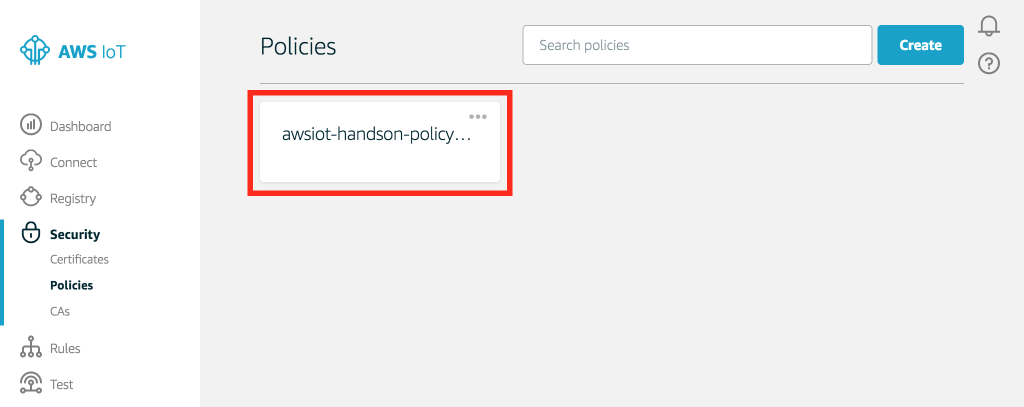 AWS IoT
Dashboard
Connect
Registry
Security
Certificates
Policies
CAs
Rules
Test
Policies
Search policies
Create
awsiot-handson-policy...